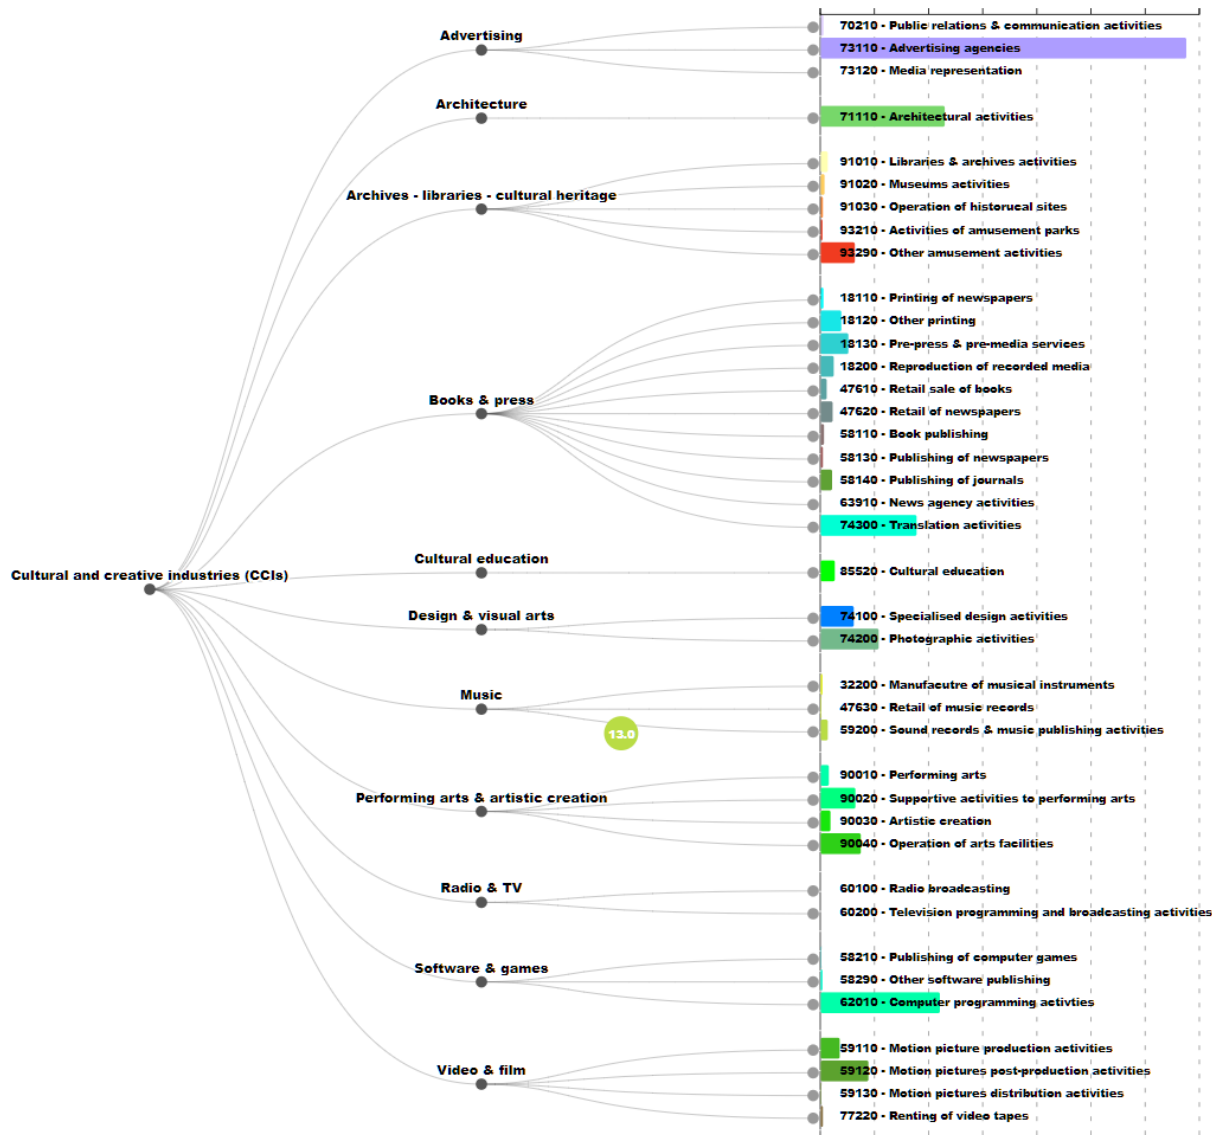 70210 - Public relations & communication activities
Advertising
73110 - Advertising agencies
73120 - Media representation
Architecture
71110 - Architectural activities
91010 - Libraries & archives activities
91020 - Museums activities
Archives - libraries - cultural heritage
91030 - Operation of historucal sites
93210 - Activities of amusement parks
93290 - Other amusement activities
18110 - Printing of newspapers
18120 - Other printing
18130 - Pre-press & pre-media services
18200 - Reproduction of recorded media
47610 - Retail sale of books
Books & press
47620 - Retail of newspapers
58110 - Book publishing
58130 - Publishing of newspapers
58140 - Publishing of journals
63910 - News agency activities
74300 - Translation activities
Cultural education
85520 - Cultural education
Cultural and creative industries (CCIs)
Design & visual arts
74100 - Specialised design activities
74200 - Photographic activities
32200 - Manufacutre of musical instruments
Music
47630 - Retail of music records
59200 - Sound records & music publishing activities
13.0
90010 - Performing arts
Performing arts & artistic creation
90020 - Supportive activities to performing arts
90030 - Artistic creation
90040 - Operation of arts facilities
Radio & TV
60100 - Radio broadcasting
60200 - Television programming and broadcasting activities
58210 - Publishing of computer games
Software & games
58290 - Other software publishing
62010 - Computer programming activties
59110 - Motion picture production activities
Video & film
59120 - Motion pictures post-production activities
59130 - Motion pictures distribution activities
77220 - Renting of video tapes